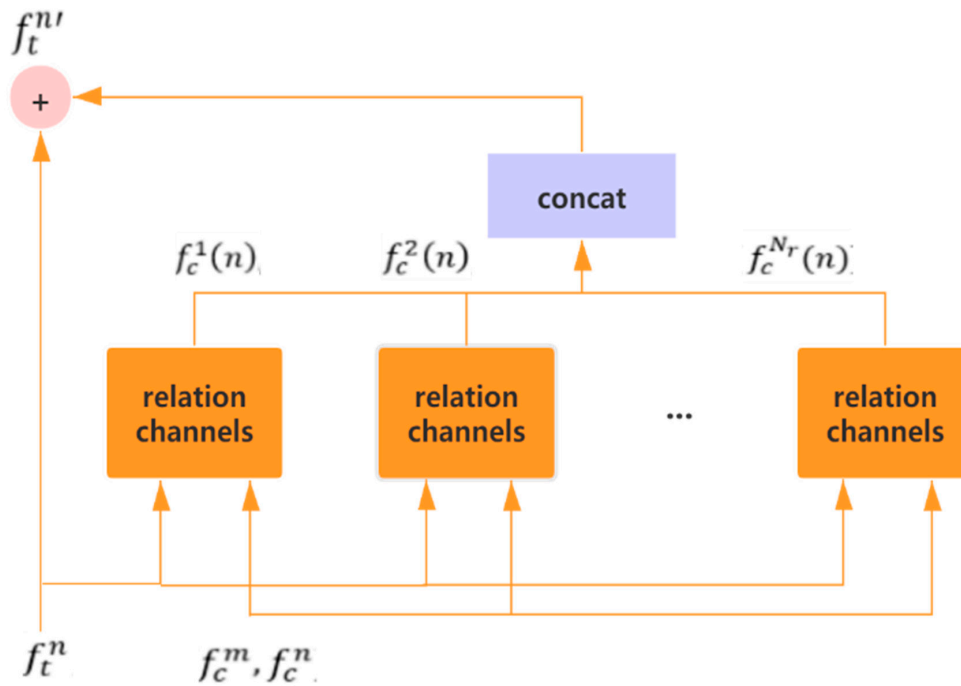 f_t^{n′}
+
concat
f_c^1(n) f_c^2(n) f_c^{N_r}(n)
relation channels
relation channels
...
relation channels
f_t^n
f_c^m, f_c^n